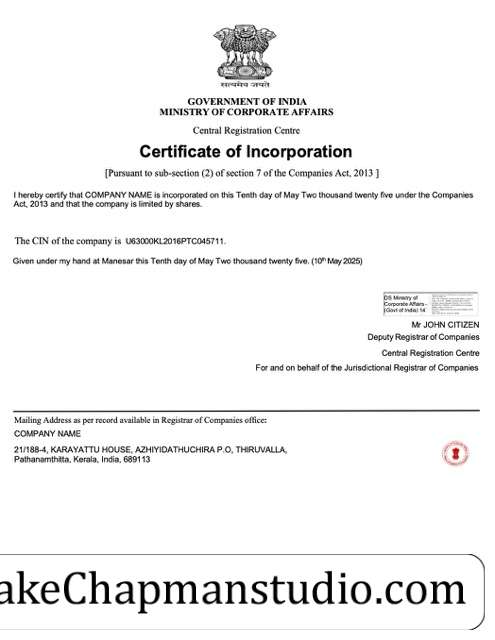 सत्यमेव जयते
GOVERNMENT OF INDIA
MINISTRY OF CORPORATE AFFAIRS
Central Registration Centre
Certificate of Incorporation
[Pursuant to sub-section (2) of section 7 of the Companies Act, 2013 ]
I hereby certify that COMPANY NAME is incorporated on this Tenth day of May Two thousand twenty five under the Companies
Act, 2013 and that the company is limited by shares.
The CIN of the company is U63000KL2016PTC045711.
Given under my hand at Manesar this Tenth day of May Two thousand twenty five. (10th May 2025)
DS Ministry of
Corporate Affairs -
(Govt of India) 14
Mr JOHN CITIZEN
Deputy Registrar of Companies
Central Registration Centre
For and on behalf of the Jurisdictional Registrar of Companies
Mailing Address as per record available in Registrar of Companies office:
COMPANY NAME
21/188-4, KARAYATTU HOUSE, AZHIYIDATHUCHIRA P.O, THIRUVALLA,
Pathanamthitta, Kerala, India, 689113
akeChapmanstudio.com